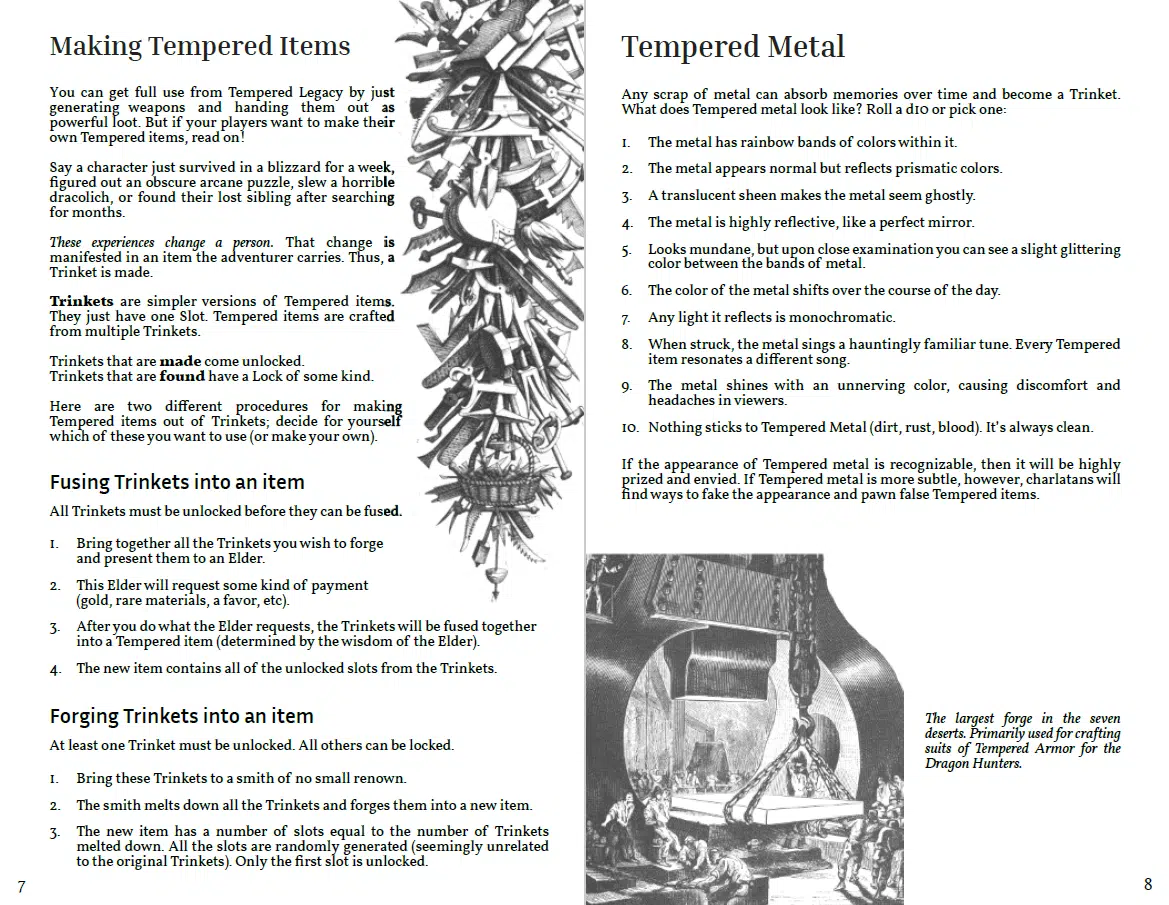 Making Tempered Items
You can get full use from Tempered Legacy by just
generating weapons and handing them out as
powerful loot. But if your players want to make their
own Tempered items, read on!
Say a character just survived in a blizzard for a week,
figured out an obscure arcane puzzle, slew a horrible
dracolich, or found their lost sibling after searching
for months.
These experiences change a person. That change is
manifested in an item the adventurer carries. Thus, a
Trinket is made.
Trinkets are simpler versions of Tempered items.
They just have one Slot. Tempered items are crafted
from multiple Trinkets.
Trinkets that are made come unlocked.
Trinkets that are found have a Lock of some kind.
Here are two different procedures for making
Tempered items out of Trinkets; decide for yourself
which of these you want to use (or make your own).
Fusing Trinkets into an item
All Trinkets must be unlocked before they can be fused.
1. Bring together all the Trinkets you wish to forge
and present them to an Elder.
2. This Elder will request some kind of payment
(gold, rare materials, a favor, etc).
3. After you do what the Elder requests, the Trinkets will be fused together
into a Tempered item (determined by the wisdom of the Elder).
4. The new item contains all of the unlocked slots from the Trinkets.
Forging Trinkets into an item
At least one Trinket must be unlocked. All others can be locked.
1. Bring these Trinkets to a smith of no small renown.
2. The smith melts down all the Trinkets and forges them into a new item.
3. The new item has a number of slots equal to the number of Trinkets
melted down. All the slots are randomly generated (seemingly unrelated
to the original Trinkets). Only the first slot is unlocked.
7
Tempered Metal
Any scrap of metal can absorb memories over time and become a Trinket.
What does Tempered metal look like? Roll a d10 or pick one:
1. The metal has rainbow bands of colors within it.
2. The metal appears normal but reflects prismatic colors.
3. A translucent sheen makes the metal seem ghostly.
4. The metal is highly reflective, like a perfect mirror.
5. Looks mundane, but upon close examination you can see a slight glittering
color between the bands of metal.
6. The color of the metal shifts over the course of the day.
7. Any light it reflects is monochromatic.
8. When struck, the metal sings a hauntingly familiar tune. Every Tempered
item resonates a different song.
9. The metal shines with an unnerving color, causing discomfort and
headaches in viewers.
10. Nothing sticks to Tempered Metal (dirt, rust, blood). It's always clean.
If the appearance of Tempered metal is recognizable, then it will be highly
prized and envied. If Tempered metal is more subtle, however, charlatans will
find ways to fake the appearance and pawn false Tempered items.
The largest forge in the seven
deserts. Primarily used for crafting
suits of Tempered Armor for the
Dragon Hunters.
8